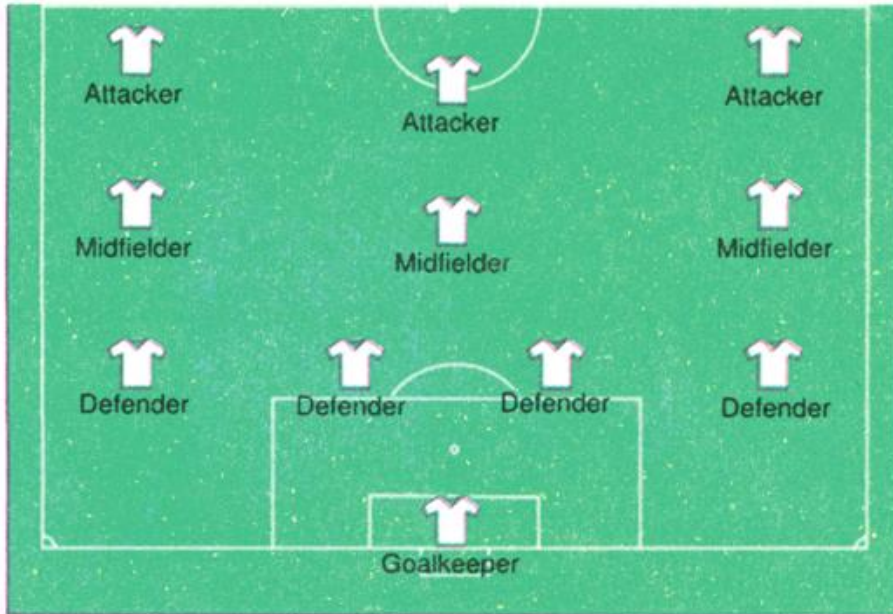 Attacker
Attacker
Attacker
Midfielder
Midfielder
Midfielder
Defender
Defender
Defender
Defender
Goalkeeper